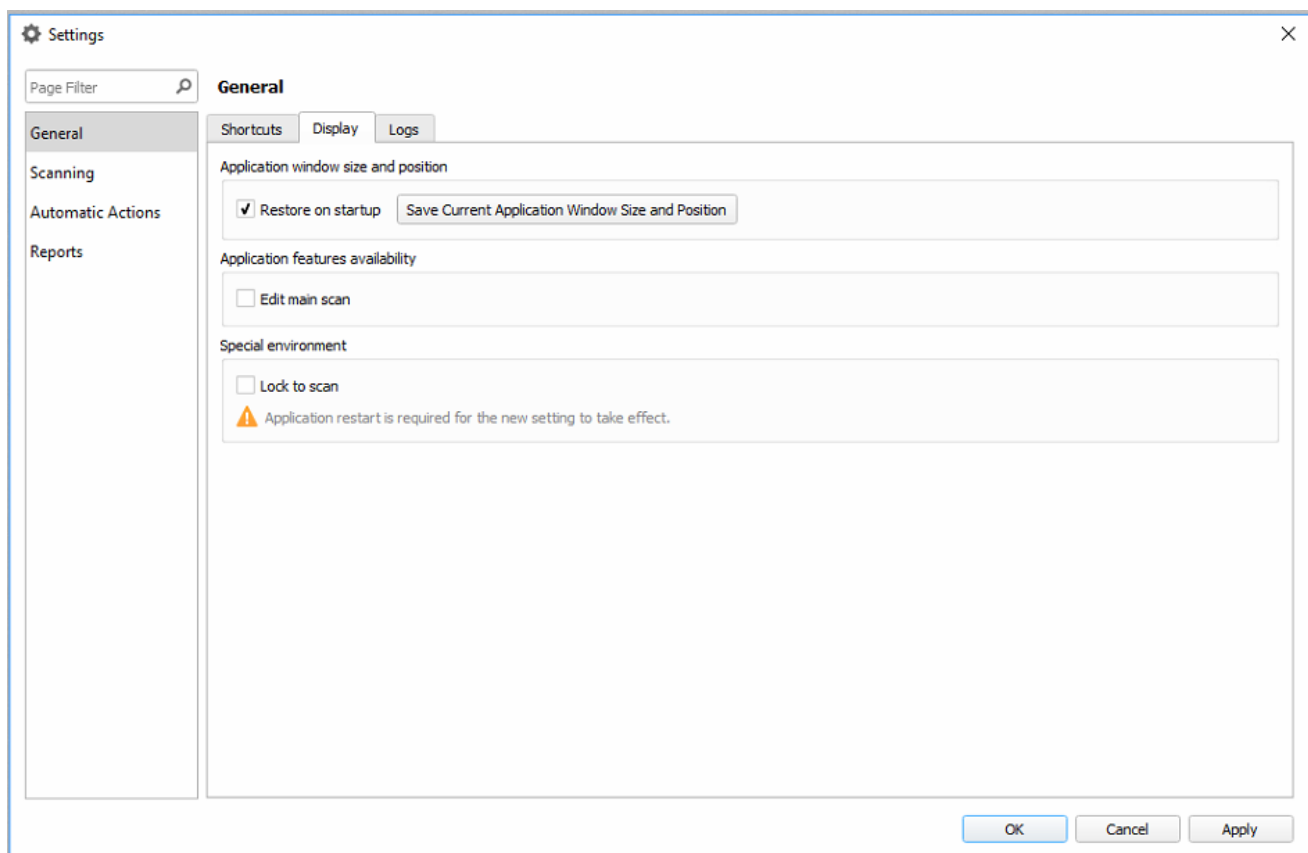 Settings
Page Filter
General
General
Scanning
Automatic Actions
Reports
Shortcuts Display Logs
Application window size and position
Restore on startup Save Current Application Window Size and Position
Application features availability
Edit main scan
Special environment
Lock to scan
Application restart is required for the new setting to take effect.
OK Cancel Apply